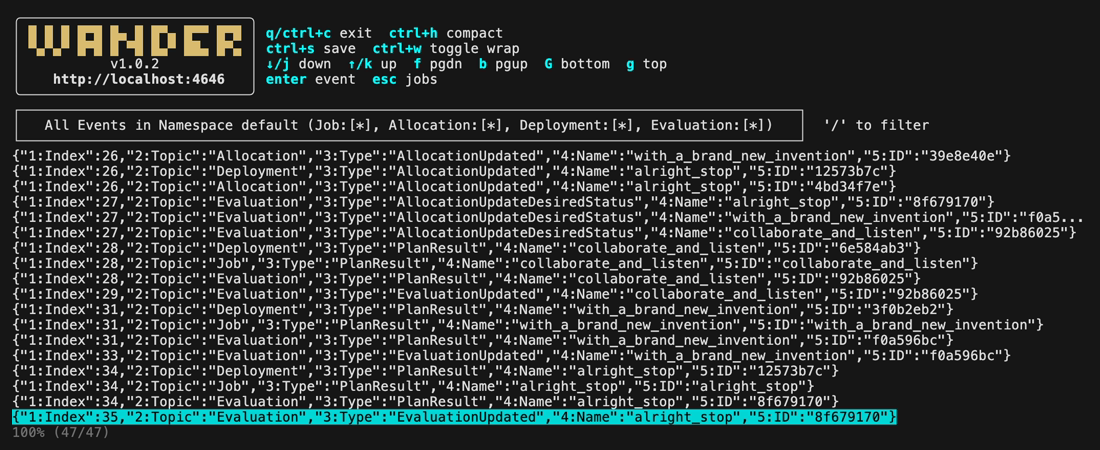 WANDER
v1.0.2
http://localhost:4646
q/ctrl+c exit  ctrl+h compact
ctrl+s save  ctrl+w toggle wrap
↓/j down  ↑/k up  f pgdn  b pgup  G bottom  g top
enter event  esc jobs
All Events in Namespace default (Job:[*], Allocation:[*], Deployment:[*], Evaluation:[*])  '/' to filter
{"1:Index":26,"2:Topic":"Allocation","3:Type":"AllocationUpdated","4:Name":"with_a_brand_new_invention","5:ID":"39e8e40e"}
{"1:Index":26,"2:Topic":"Deployment","3:Type":"AllocationUpdated","4:Name":"alright_stop","5:ID":"12573b7c"}
{"1:Index":26,"2:Topic":"Allocation","3:Type":"AllocationUpdated","4:Name":"alright_stop","5:ID":"4bd34f7e"}
{"1:Index":27,"2:Topic":"Evaluation","3:Type":"AllocationUpdateDesiredStatus","4:Name":"alright_stop","5:ID":"8f679170"}
{"1:Index":27,"2:Topic":"Evaluation","3:Type":"AllocationUpdateDesiredStatus","4:Name":"with_a_brand_new_invention","5:ID":"f0a5...
{"1:Index":27,"2:Topic":"Evaluation","3:Type":"AllocationUpdateDesiredStatus","4:Name":"collaborate_and_listen","5:ID":"92b86025"}
{"1:Index":28,"2:Topic":"Deployment","3:Type":"PlanResult","4:Name":"collaborate_and_listen","5:ID":"6e584ab3"}
{"1:Index":28,"2:Topic":"Job","3:Type":"PlanResult","4:Name":"collaborate_and_listen","5:ID":"collaborate_and_listen"}
{"1:Index":28,"2:Topic":"Evaluation","3:Type":"PlanResult","4:Name":"collaborate_and_listen","5:ID":"92b86025"}
{"1:Index":29,"2:Topic":"Evaluation","3:Type":"EvaluationUpdated","4:Name":"collaborate_and_listen","5:ID":"92b86025"}
{"1:Index":31,"2:Topic":"Deployment","3:Type":"PlanResult","4:Name":"with_a_brand_new_invention","5:ID":"3f0b2eb2"}
{"1:Index":31,"2:Topic":"Job","3:Type":"PlanResult","4:Name":"with_a_brand_new_invention","5:ID":"with_a_brand_new_invention"}
{"1:Index":31,"2:Topic":"Evaluation","3:Type":"PlanResult","4:Name":"with_a_brand_new_invention","5:ID":"f0a596bc"}
{"1:Index":33,"2:Topic":"Evaluation","3:Type":"EvaluationUpdated","4:Name":"with_a_brand_new_invention","5:ID":"f0a596bc"}
{"1:Index":34,"2:Topic":"Deployment","3:Type":"PlanResult","4:Name":"alright_stop","5:ID":"12573b7c"}
{"1:Index":34,"2:Topic":"Job","3:Type":"PlanResult","4:Name":"alright_stop","5:ID":"alright_stop"}
{"1:Index":34,"2:Topic":"Evaluation","3:Type":"PlanResult","4:Name":"alright_stop","5:ID":"8f679170"}
{"1:Index":35,"2:Topic":"Evaluation","3:Type":"EvaluationUpdated","4:Name":"alright_stop","5:ID":"8f679170"}
100% (47/47)